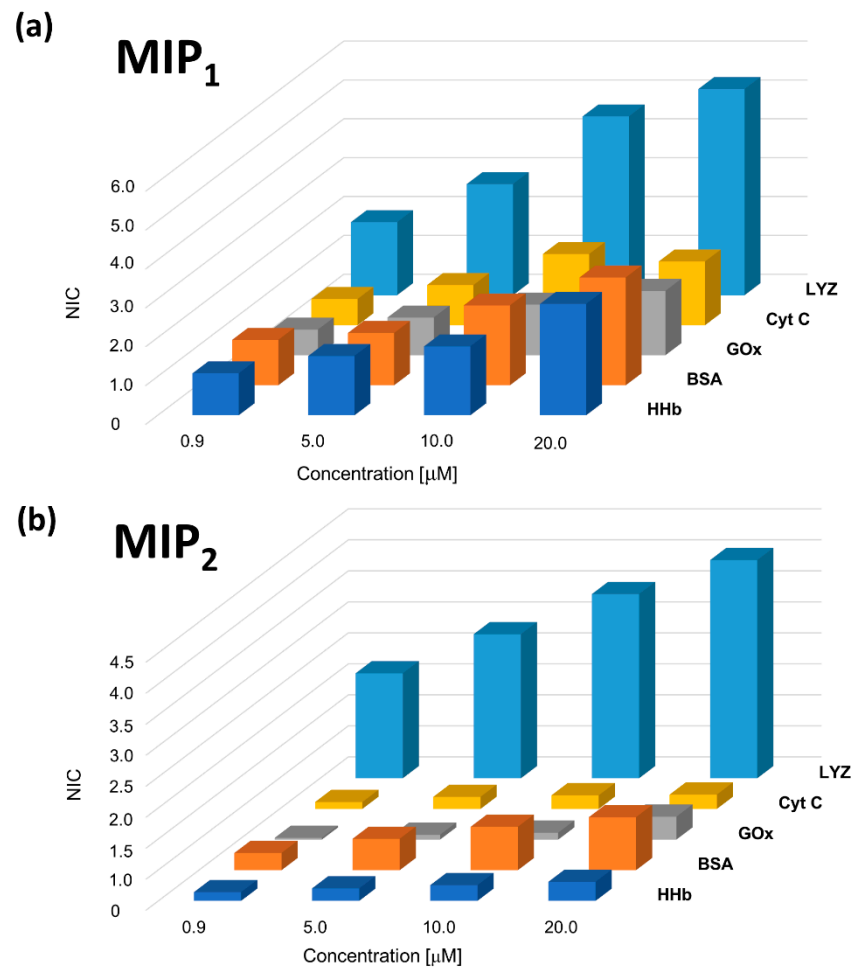 (a)
MIP1
6.0
5.0
4.0
3.0
2.0
1.0
0
NIC
LYZ
Cyt C
GOx
BSA
HHb
0.9 5.0 10.0 20.0
Concentration [μM]
(b)
MIP2
4.5
4.0
3.5
3.0
2.5
2.0
1.5
1.0
0
NIC
LYZ
Cyt C
GOx
BSA
HHb
0.9 5.0 10.0 20.0
Concentration [μM]